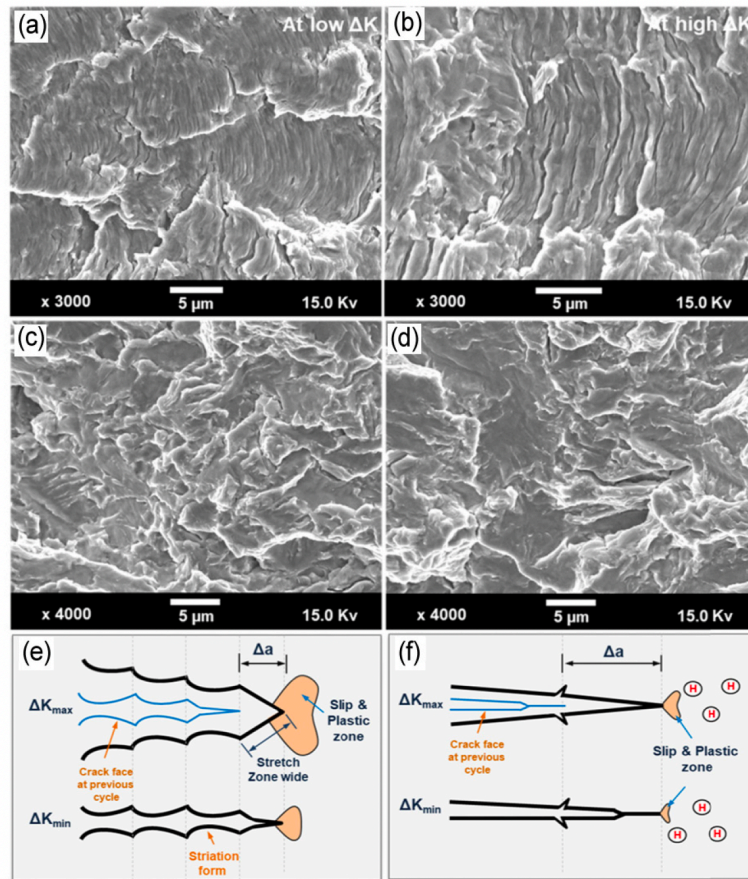 (a)
At low ΔK
(b)
At high ΔK
x 3000
5 µm
15.0 Kv
x 3000
5 µm
15.0 Kv
(c)
(d)
x 4000
5 µm
15.0 Kv
x 4000
5 µm
15.0 Kv
(e)
Δa
ΔKmax
Slip &
Plastic
zone
Crack face
at previous
cycle
Stretch
Zone wide
ΔKmin
Striation
form
(f)
Δa
ΔKmax
H
H
H
Crack face
at previous
cycle
Slip & Plastic
zone
ΔKmin
H
H
H